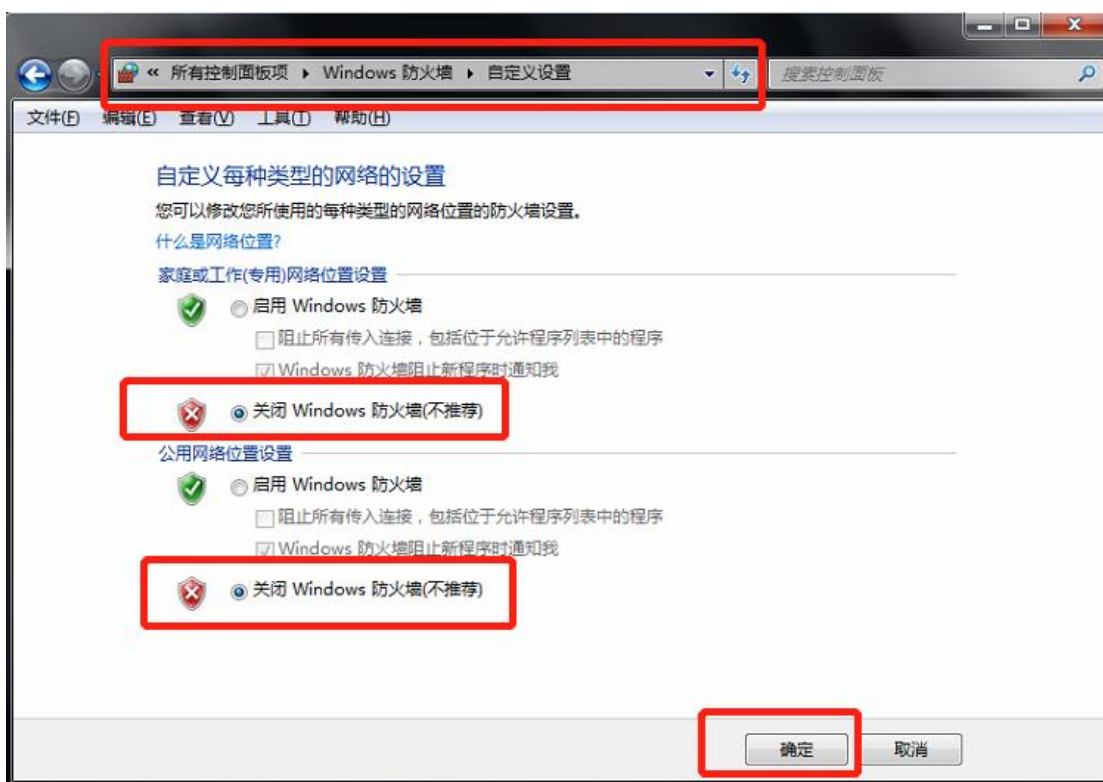 « 所有控制面板项 ▸ Windows 防火墙 ▸ 自定义设置 搜索控制面板
文件(F) 编辑(E) 查看(V) 工具(T) 帮助(H)
自定义每种类型的网络的设置
您可以修改您所使用的每种类型的网络位置的防火墙设置。
什么是网络位置?
家庭或工作(专用)网络位置设置
启用 Windows 防火墙
阻止所有传入连接，包括位于允许程序列表中的程序
Windows 防火墙阻止新程序时通知我
关闭 Windows 防火墙(不推荐)
公用网络位置设置
启用 Windows 防火墙
阻止所有传入连接，包括位于允许程序列表中的程序
Windows 防火墙阻止新程序时通知我
关闭 Windows 防火墙(不推荐)
确定 取消